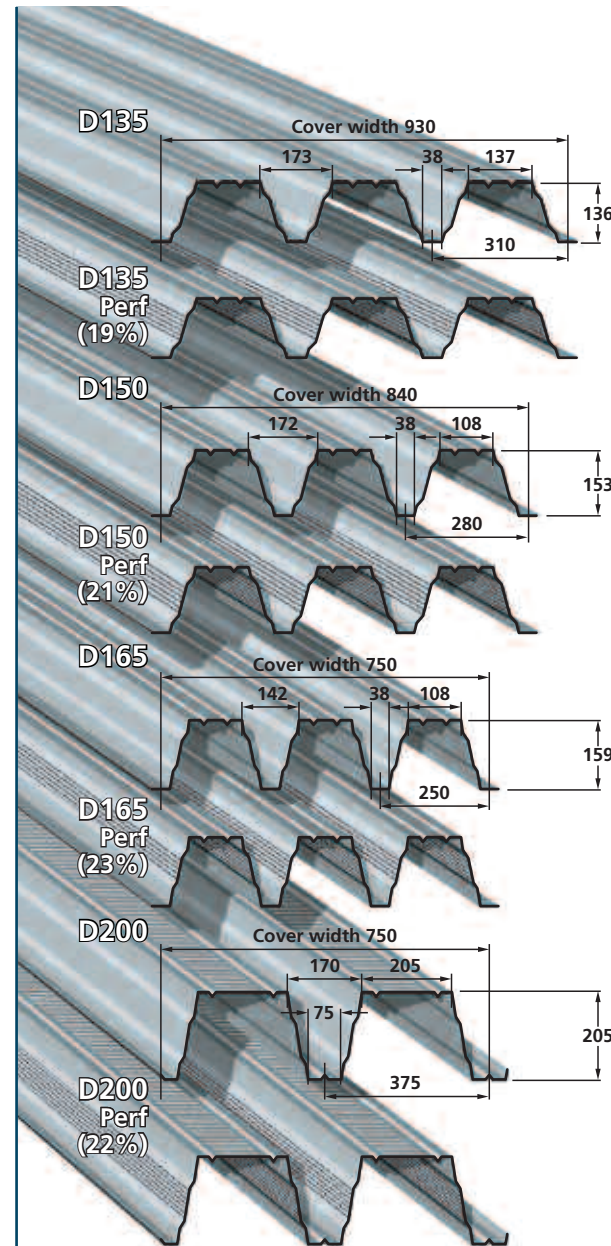 D135
Cover width 930
173
38
137
136
310
D135
Perf
(19%)
D150
Cover width 840
172
38
108
153
280
D150
Perf
(21%)
D165
Cover width 750
142
38
108
159
250
D165
Perf
(23%)
D200
Cover width 750
170
205
75
205
375
D200
Perf
(22%)